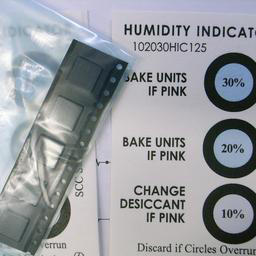 HUMIDITY INDICATO
102030HIC125
BAKE UNITS
IF PINK
30%
BAKE UNITS
IF PINK
20%
CHANGE
DESICCANT
IF PINK
10%
Discard if Circles Overrun
Overrun